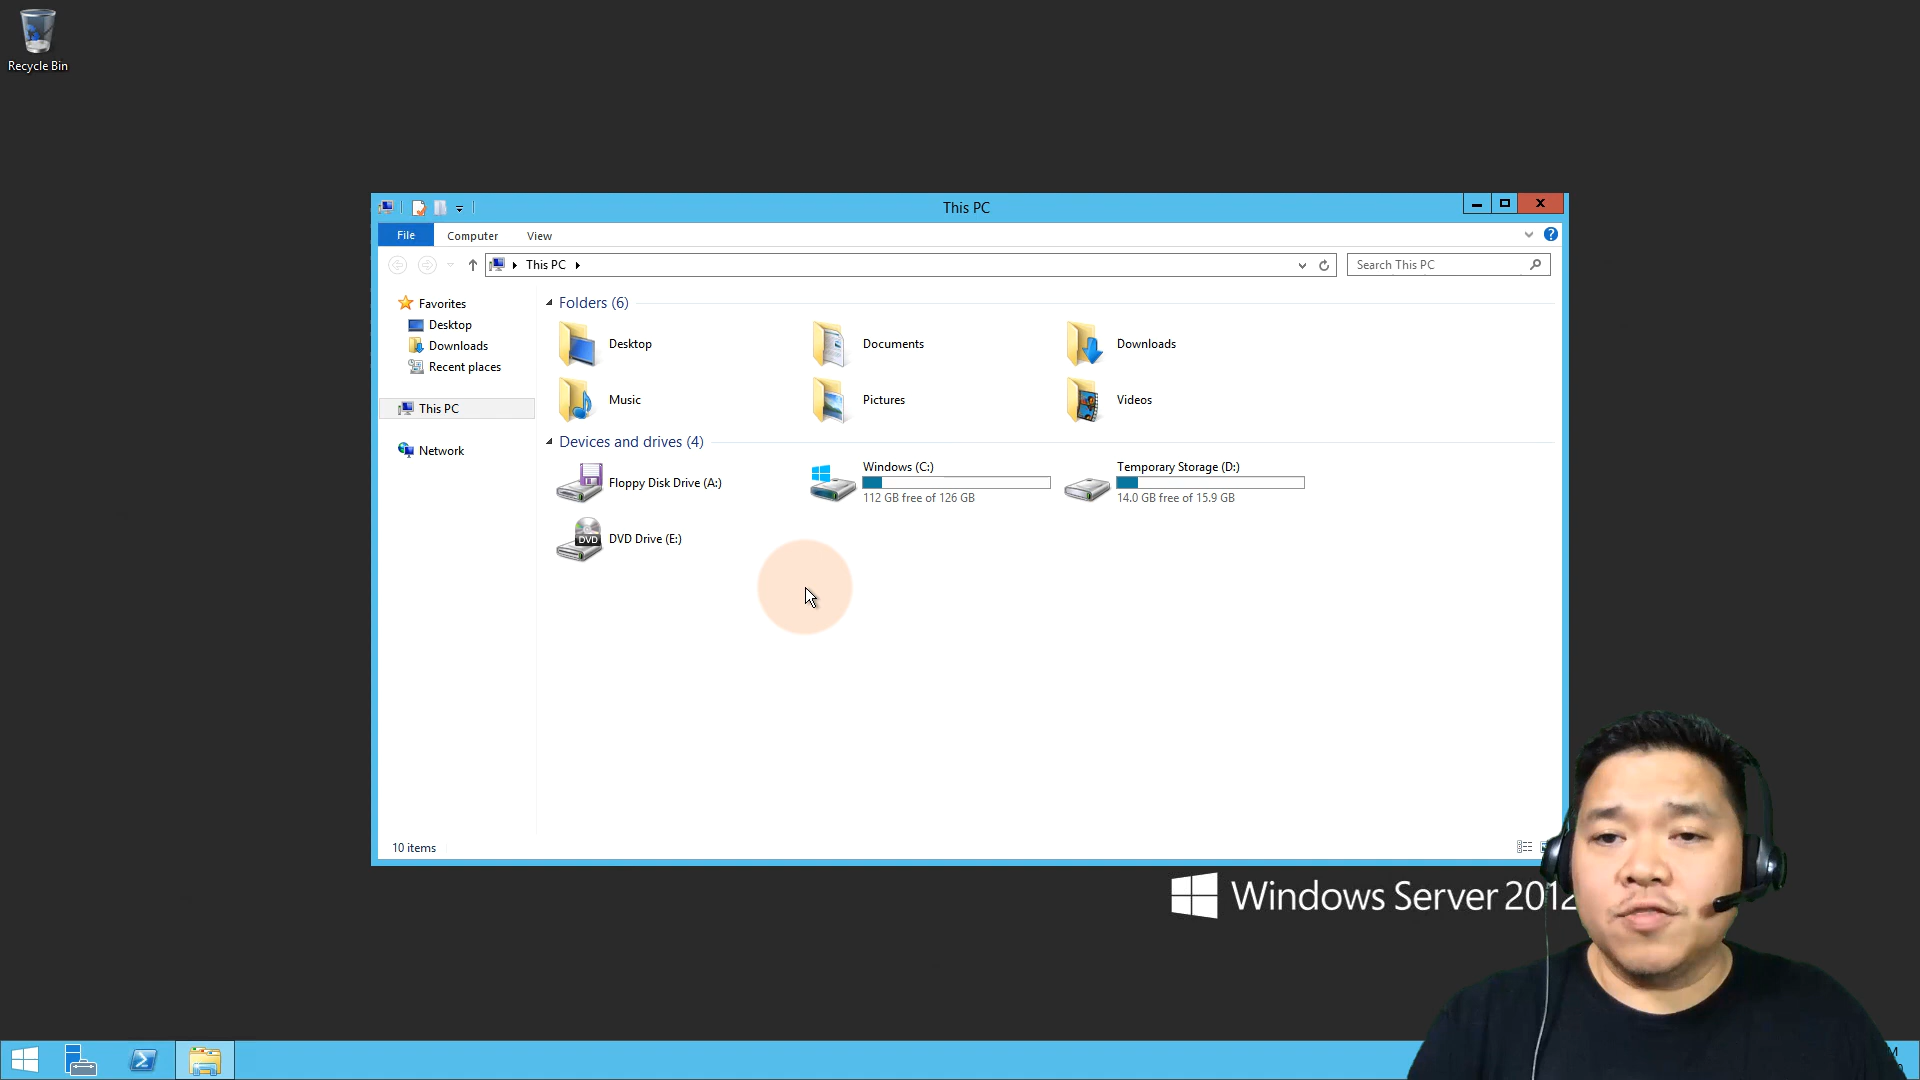 Recycle Bin
This PC
File
Computer
View
This PC
Search This PC
Favorites
Desktop
Downloads
Recent places
This PC
Network
Folders (6)
Desktop
Documents
Downloads
Music
Pictures
Videos
Devices and drives (4)
Floppy Disk Drive (A:)
Windows (C:)
112 GB free of 126 GB
Temporary Storage (D:)
14.0 GB free of 15.9 GB
DVD
DVD Drive (E:)
10 items
Windows Server 2012